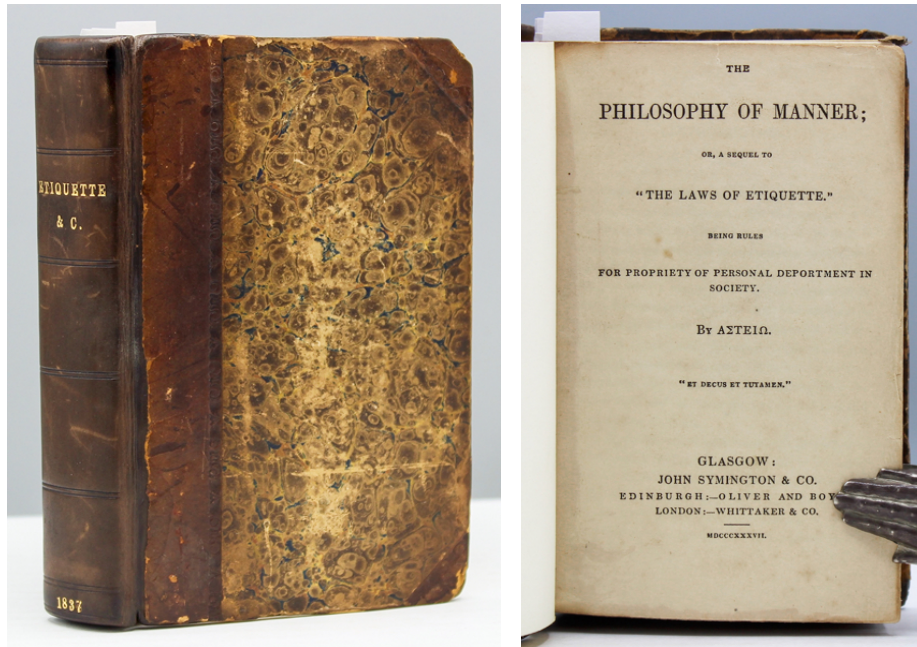 ETIQUETTE
& C.
1837
THE
PHILOSOPHY OF MANNER;
OR, A SEQUEL TO
"THE LAWS OF ETIQUETTE."
BEING RULES
FOR PROPRIETY OF PERSONAL DEPORTMENT IN
SOCIETY.
By ΑΣΤΕΙΩ.
"ET DECUS ET TUTAMEN."
GLASGOW:
JOHN SYMINGTON & CO.
EDINBURGH:—OLIVER AND
LONDON:—WHITTAKER & CO.
MDCCCXXXVII.